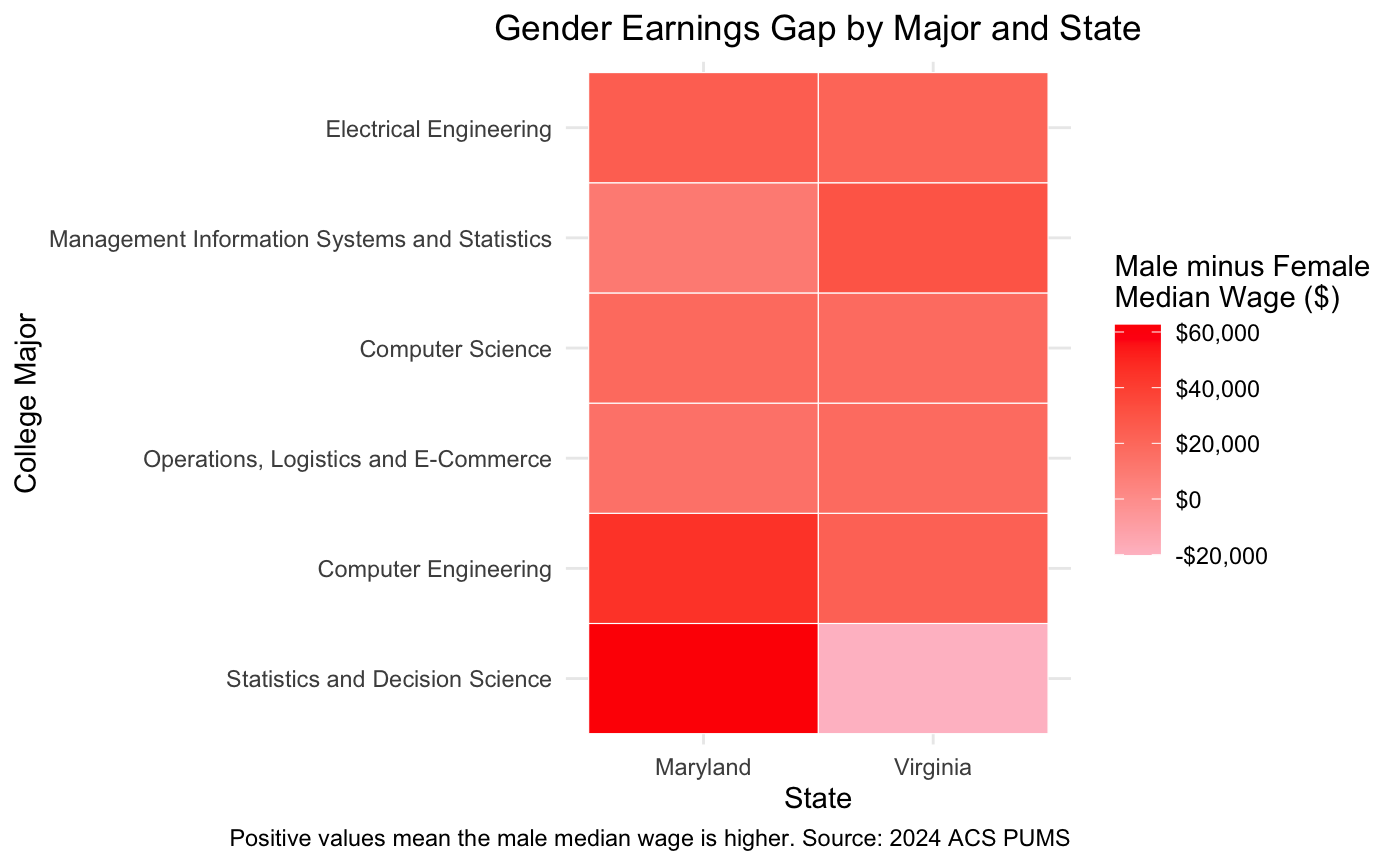 Gender Earnings Gap by Major and State
College Major
Electrical Engineering
Management Information Systems and Statistics
Computer Science
Operations, Logistics and E-Commerce
Computer Engineering
Statistics and Decision Science
Maryland
Virginia
State
Male minus Female
Median Wage ($)
$60,000
$40,000
$20,000
$0
-$20,000
Positive values mean the male median wage is higher. Source: 2024 ACS PUMS